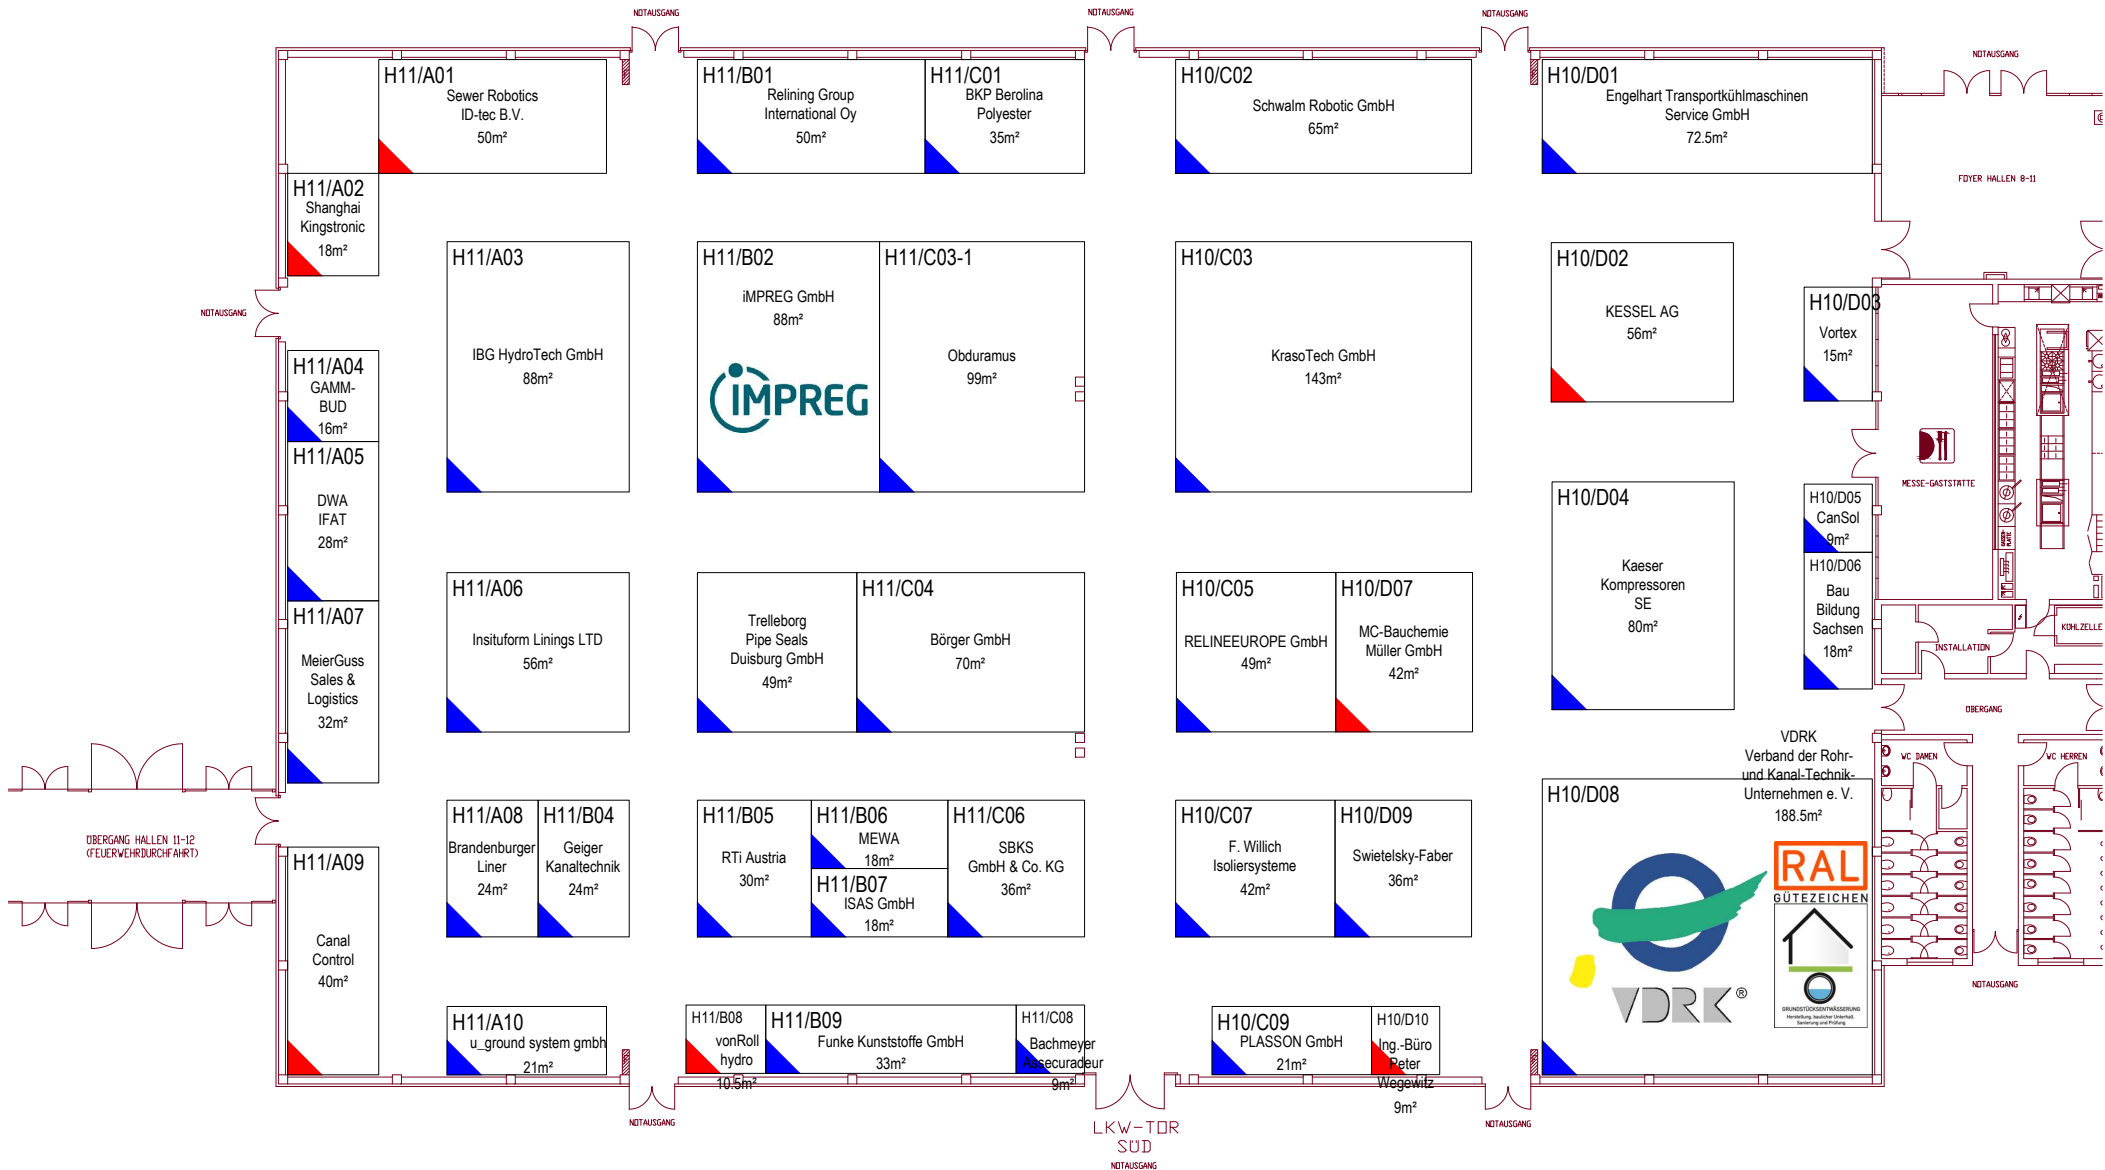 NOTAUSGANG
NOTAUSGANG
NOTAUSGANG
NOTAUSGANG
H11/A01
Sewer Robotics
ID-tec B.V.
50m²
H11/B01
Relining Group
International Oy
50m²
H11/C01
BKP Berolina
Polyester
35m²
H10/C02
Schwalm Robotic GmbH
65m²
H10/D01
Engelhart Transportkühlmaschinen
Service GmbH
72.5m²
FOYER HALLEN 8-11
H11/A02
Shanghai
Kingstronic
18m²
H11/A03
IBG HydroTech GmbH
88m²
H11/B02
iMPREG GmbH
88m²
iMPREG
H11/C03-1
Obduramus
99m²
H10/C03
KrasoTech GmbH
143m²
H10/D02
KESSEL AG
56m²
H10/D03
Vortex
15m²
NOTAUSGANG
H11/A04
GAMM-
BUD
16m²
H11/A05
DWA
IFAT
28m²
MESSE-GASTSTÄTTE
H10/D04
Kaeser
Kompressoren
SE
80m²
H10/D05
CanSol
9m²
H10/D06
Bau
Bildung
Sachsen
18m²
H11/A07
MeierGuss
Sales &
Logistics
32m²
H11/A06
Insituform Linings LTD
56m²
Trelleborg
Pipe Seals
Duisburg GmbH
49m²
H11/C04
Börger GmbH
70m²
H10/C05
RELINEEUROPE GmbH
49m²
H10/D07
MC-Bauchemie
Müller GmbH
42m²
KÜHLZELLE
INSTALLATION
ÜBERGANG
WC DAMEN
WC HERREN
ÜBERGANG HALLEN 11-12
(FEUERWEHRDURCHFAHRT)
H11/A09
Canal
Control
40m²
H11/A08
Brandenburger
Liner
24m²
H11/B04
Geiger
Kanaltechnik
24m²
H11/B05
RTi Austria
30m²
H11/B06
MEWA
18m²
H11/B07
ISAS GmbH
18m²
H11/C06
SBKS
GmbH & Co. KG
36m²
H10/C07
F. Willich
Isoliersysteme
42m²
H10/D09
Swietelsky-Faber
36m²
H10/D08
VDRK
Verband der Rohr-
und Kanal-Technik-
Unternehmen e. V.
188.5m²
VDRK®
RAL
GÜTEZEICHEN
GRUNDSTÜCKSENTWÄSSERUNG
Herstellung, baulicher Unterhalt,
Sanierung und Prüfung
NOTAUSGANG
H11/A10
u_ground system gmbh
21m²
H11/B08
vonRoll
hydro
10.5m²
H11/B09
Funke Kunststoffe GmbH
33m²
H11/C08
Bachmeyer
Assecuradeur
9m²
H10/C09
PLASSON GmbH
21m²
H10/D10
Ing.-Büro
Peter
Wegewitz
9m²
NOTAUSGANG
LKW-TOR
SÜD
NOTAUSGANG
NOTAUSGANG